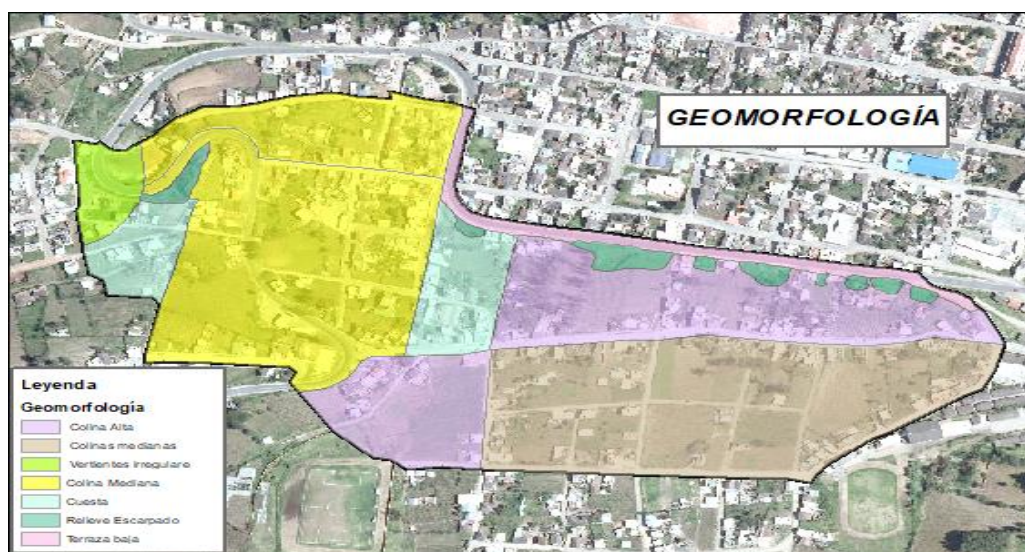 GEOMORFOLOGÍA
Leyenda
Geomorfología
Colina Alta
Colinas medianas
Vertientes irregulare
Colina Mediana
Cuesta
Relieve Escarpado
Terraza baja